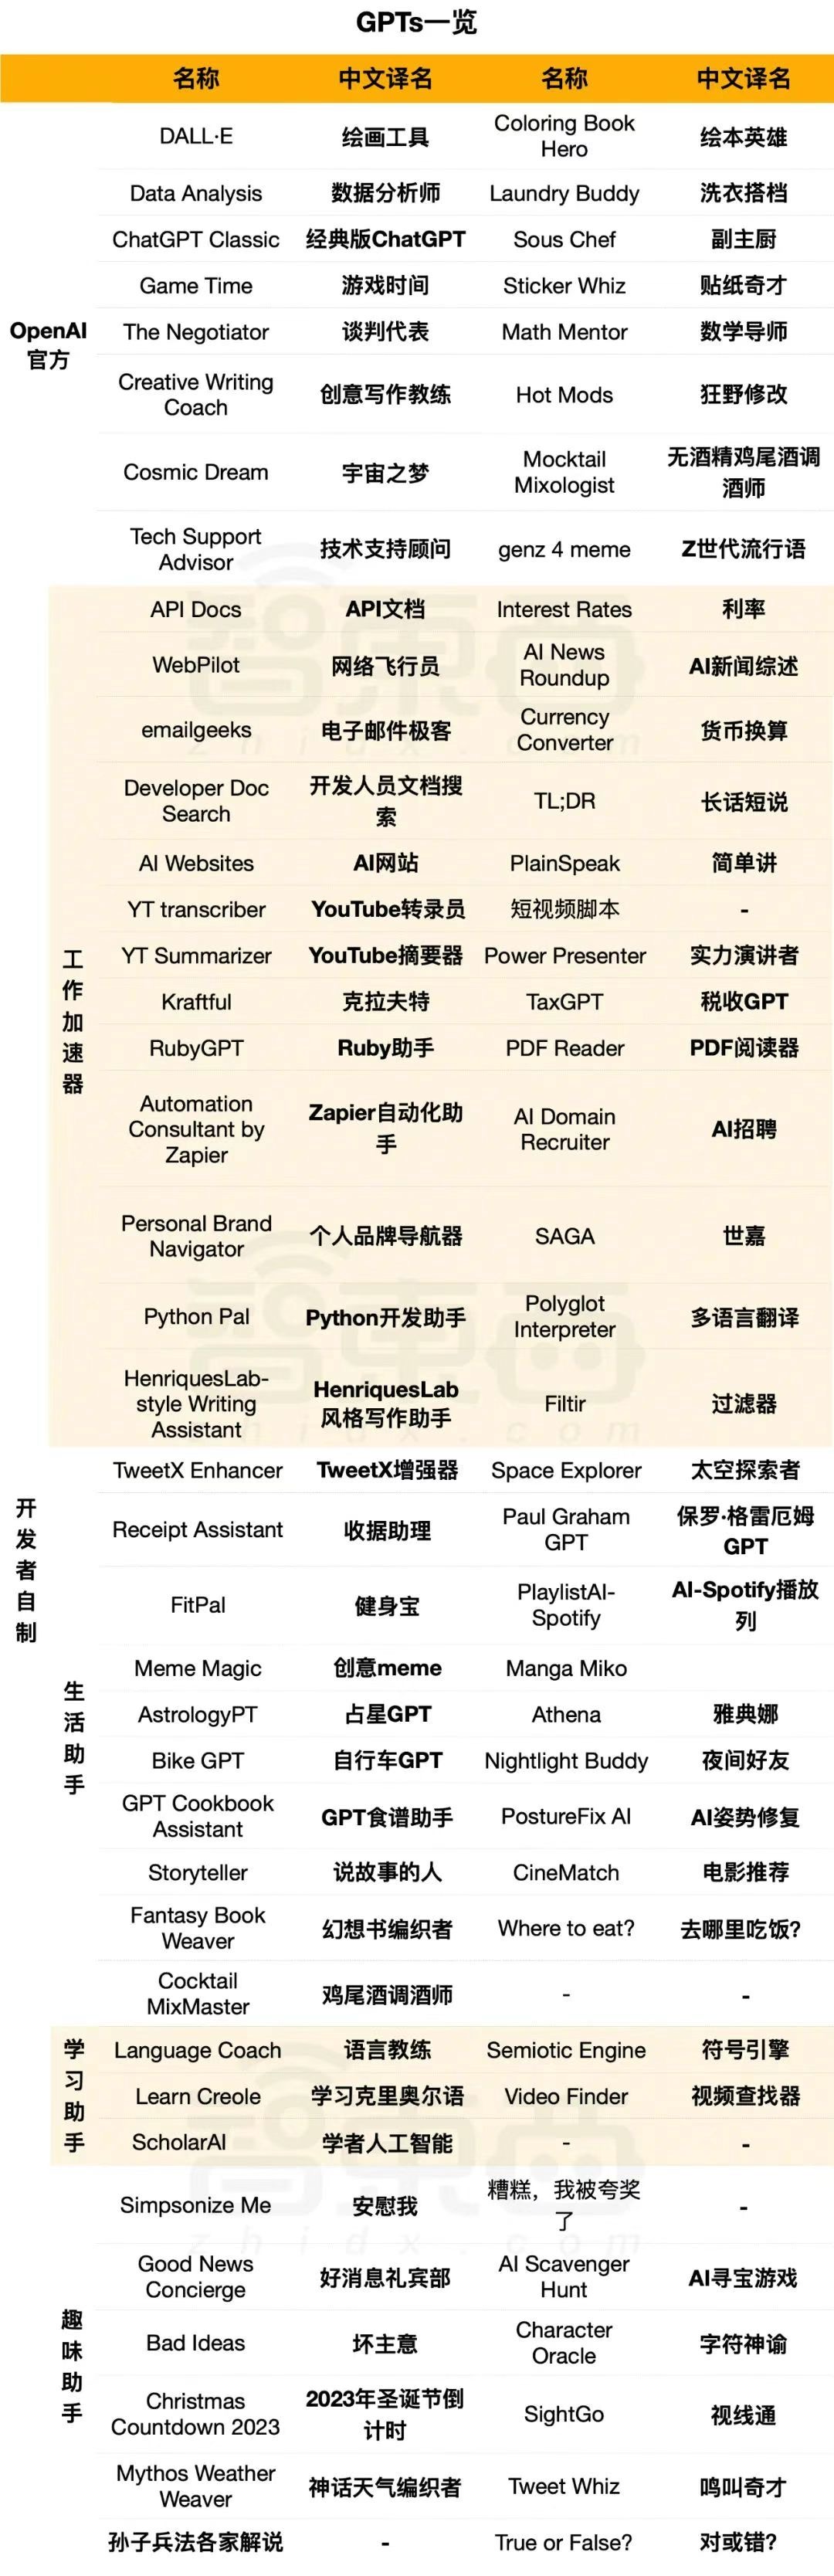 GPTs一览
名称 中文译名 名称 中文译名
OpenAI
官方
DALL·E 绘画工具 Coloring Book
Hero 绘本英雄
Data Analysis 数据分析师 Laundry Buddy 洗衣搭档
ChatGPT Classic 经典版ChatGPT Sous Chef 副主厨
Game Time 游戏时间 Sticker Whiz 贴纸奇才
The Negotiator 谈判代表 Math Mentor 数学导师
Creative Writing
Coach 创意写作教练 Hot Mods 狂野修改
Cosmic Dream 宇宙之梦 Mocktail
Mixologist 无酒精鸡尾酒调
酒师
Tech Support
Advisor 技术支持顾问 genz 4 meme Z世代流行语
开
发
者
自
制
工
作
加
速
器
API Docs API文档 Interest Rates 利率
WebPilot 网络飞行员 AI News
Roundup AI新闻综述
emailgeeks 电子邮件极客 Currency
Converter 货币换算
Developer Doc
Search 开发人员文档搜
索 TL;DR 长话短说
AI Websites AI网站 PlainSpeak 简单讲
YT transcriber YouTube转录员 短视频脚本 -
YT Summarizer YouTube摘要器 Power Presenter 实力演讲者
Kraftful 克拉夫特 TaxGPT 税收GPT
RubyGPT Ruby助手 PDF Reader PDF阅读器
Automation
Consultant by
Zapier Zapier自动化助
手 AI Domain
Recruiter AI招聘
Personal Brand
Navigator 个人品牌导航器 SAGA 世嘉
Python Pal Python开发助手 Polyglot
Interpreter 多语言翻译
HenriquesLab-
style Writing
Assistant HenriquesLab
风格写作助手 Filtir 过滤器
生
活
助
手
TweetX Enhancer TweetX增强器 Space Explorer 太空探索者
Receipt Assistant 收据助理 Paul Graham
GPT 保罗·格雷厄姆
GPT
FitPal 健身宝 PlaylistAI-
Spotify AI-Spotify播放
列
Meme Magic 创意meme Manga Miko
AstrologyPT 占星GPT Athena 雅典娜
Bike GPT 自行车GPT Nightlight Buddy 夜间好友
GPT Cookbook
Assistant GPT食谱助手 PostureFix AI AI姿势修复
Storyteller 说故事的人 CineMatch 电影推荐
Fantasy Book
Weaver 幻想书编织者 Where to eat? 去哪里吃饭?
Cocktail
MixMaster 鸡尾酒调酒师 - -
学
习
助
手
Language Coach 语言教练 Semiotic Engine 符号引擎
Learn Creole 学习克里奥尔语 Video Finder 视频查找器
ScholarAI 学者人工智能 - -
趣
味
助
手
Simpsonize Me 安慰我 糟糕，我被夸奖
了 -
Good News
Concierge 好消息礼宾部 AI Scavenger
Hunt AI寻宝游戏
Bad Ideas 坏主意 Character
Oracle 字符神谕
Christmas
Countdown 2023 2023年圣诞节倒
计时 SightGo 视线通
Mythos Weather
Weaver 神话天气编织者 Tweet Whiz 鸣叫奇才
孙子兵法各家解说 - True or False? 对或错?
智東西
zhidx.com
智東西
zhidx.com
智東西
zhidx.com